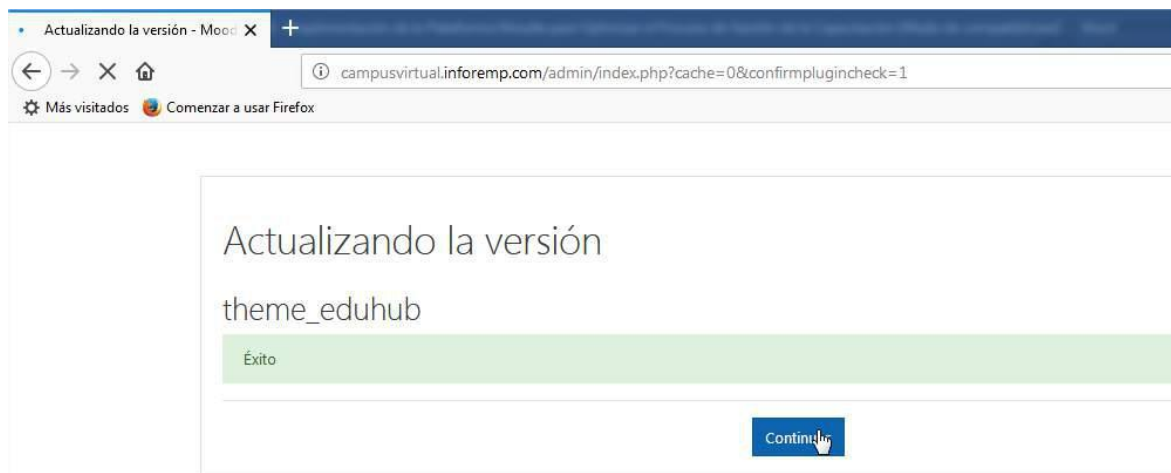 Actualizando la versión - Mood
campusvirtual.inforemp.com/admin/index.php?cache=0&confirmplugincheck=1
Más visitados Comenzar a usar Firefox
Actualizando la versión
theme_eduhub
Éxito
Continuar